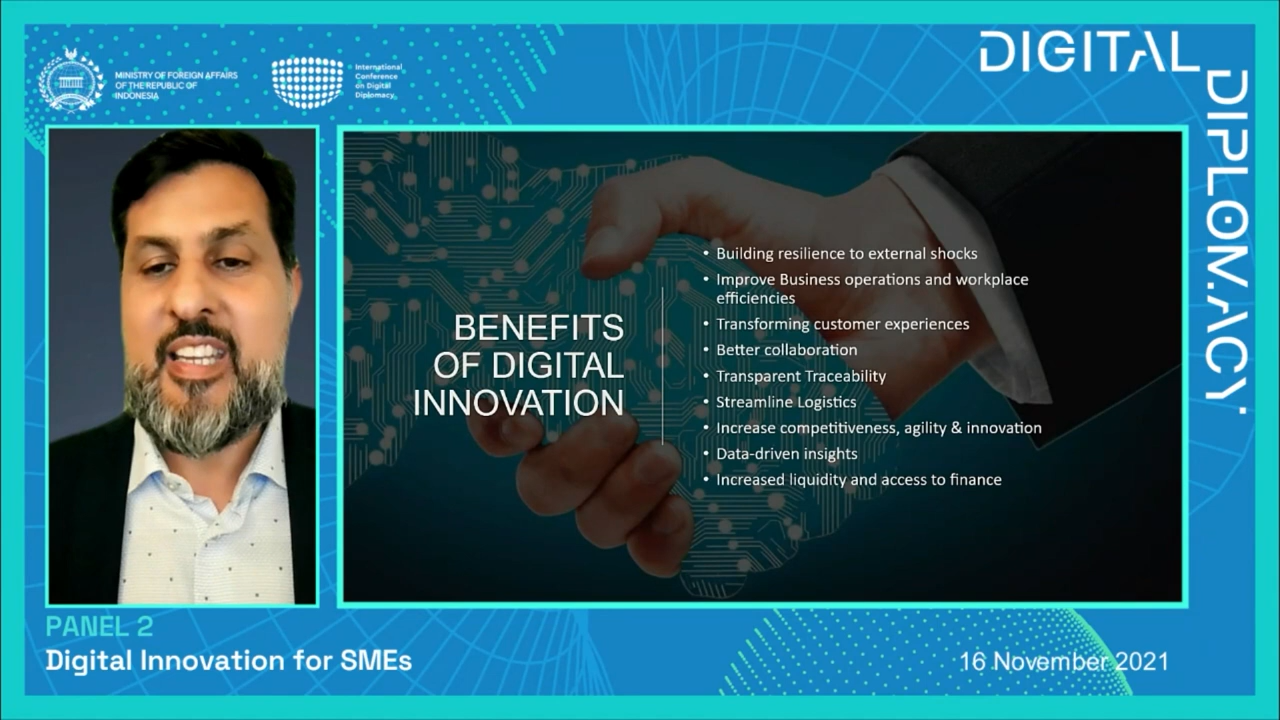 MINISTRY OF FOREIGN AFFAIRS
OF THE REPUBLIC OF
INDONESIA
International
Conference
on Digital
Diplomacy
DIGITAL
DIPLOMACY.
BENEFITS
OF DIGITAL
INNOVATION
• Building resilience to external shocks
• Improve Business operations and workplace
efficiencies
• Transforming customer experiences
• Better collaboration
• Transparent Traceability
• Streamline Logistics
• Increase competitiveness, agility & innovation
• Data-driven insights
• Increased liquidity and access to finance
PANEL 2
Digital Innovation for SMEs
16 November 2021